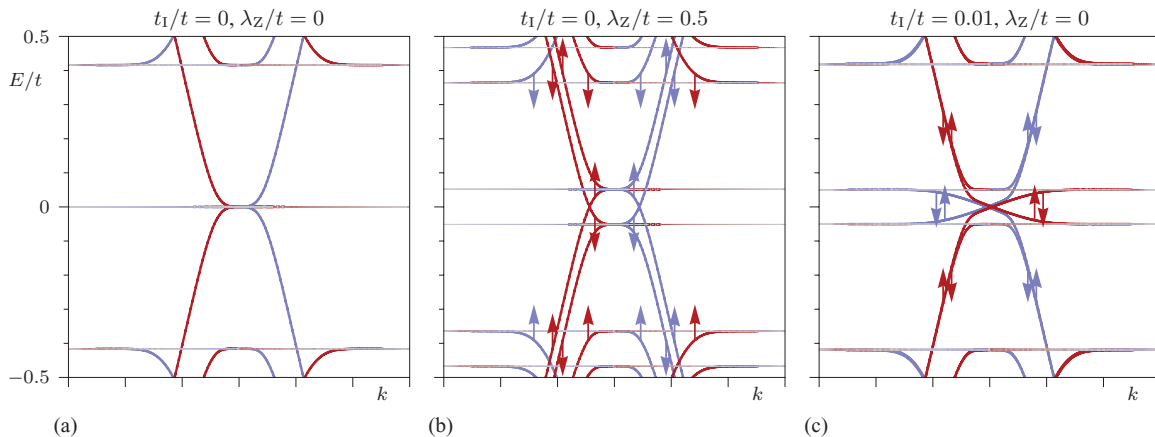 t_I/t = 0, λ_Z/t = 0
t_I/t = 0, λ_Z/t = 0.5
t_I/t = 0.01, λ_Z/t = 0
0.5
E/t
0
−0.5
k
k
k
(a)
(b)
(c)